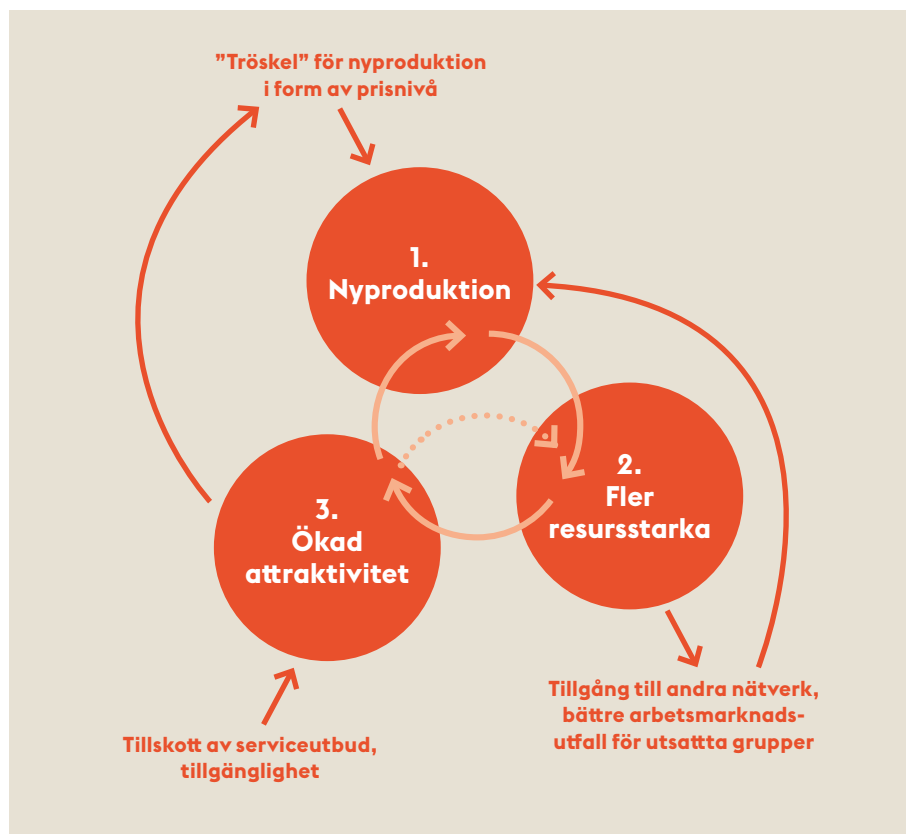 ”Tröskel” för nyproduktion
i form av prisnivå
1.
Nyproduktion
2.
Fler
resursstarka
3.
Ökad
attraktivitet
Tillgång till andra nätverk,
bättre arbetsmarknads-
utfall för utsattta grupper
Tillskott av serviceutbud,
tillgänglighet